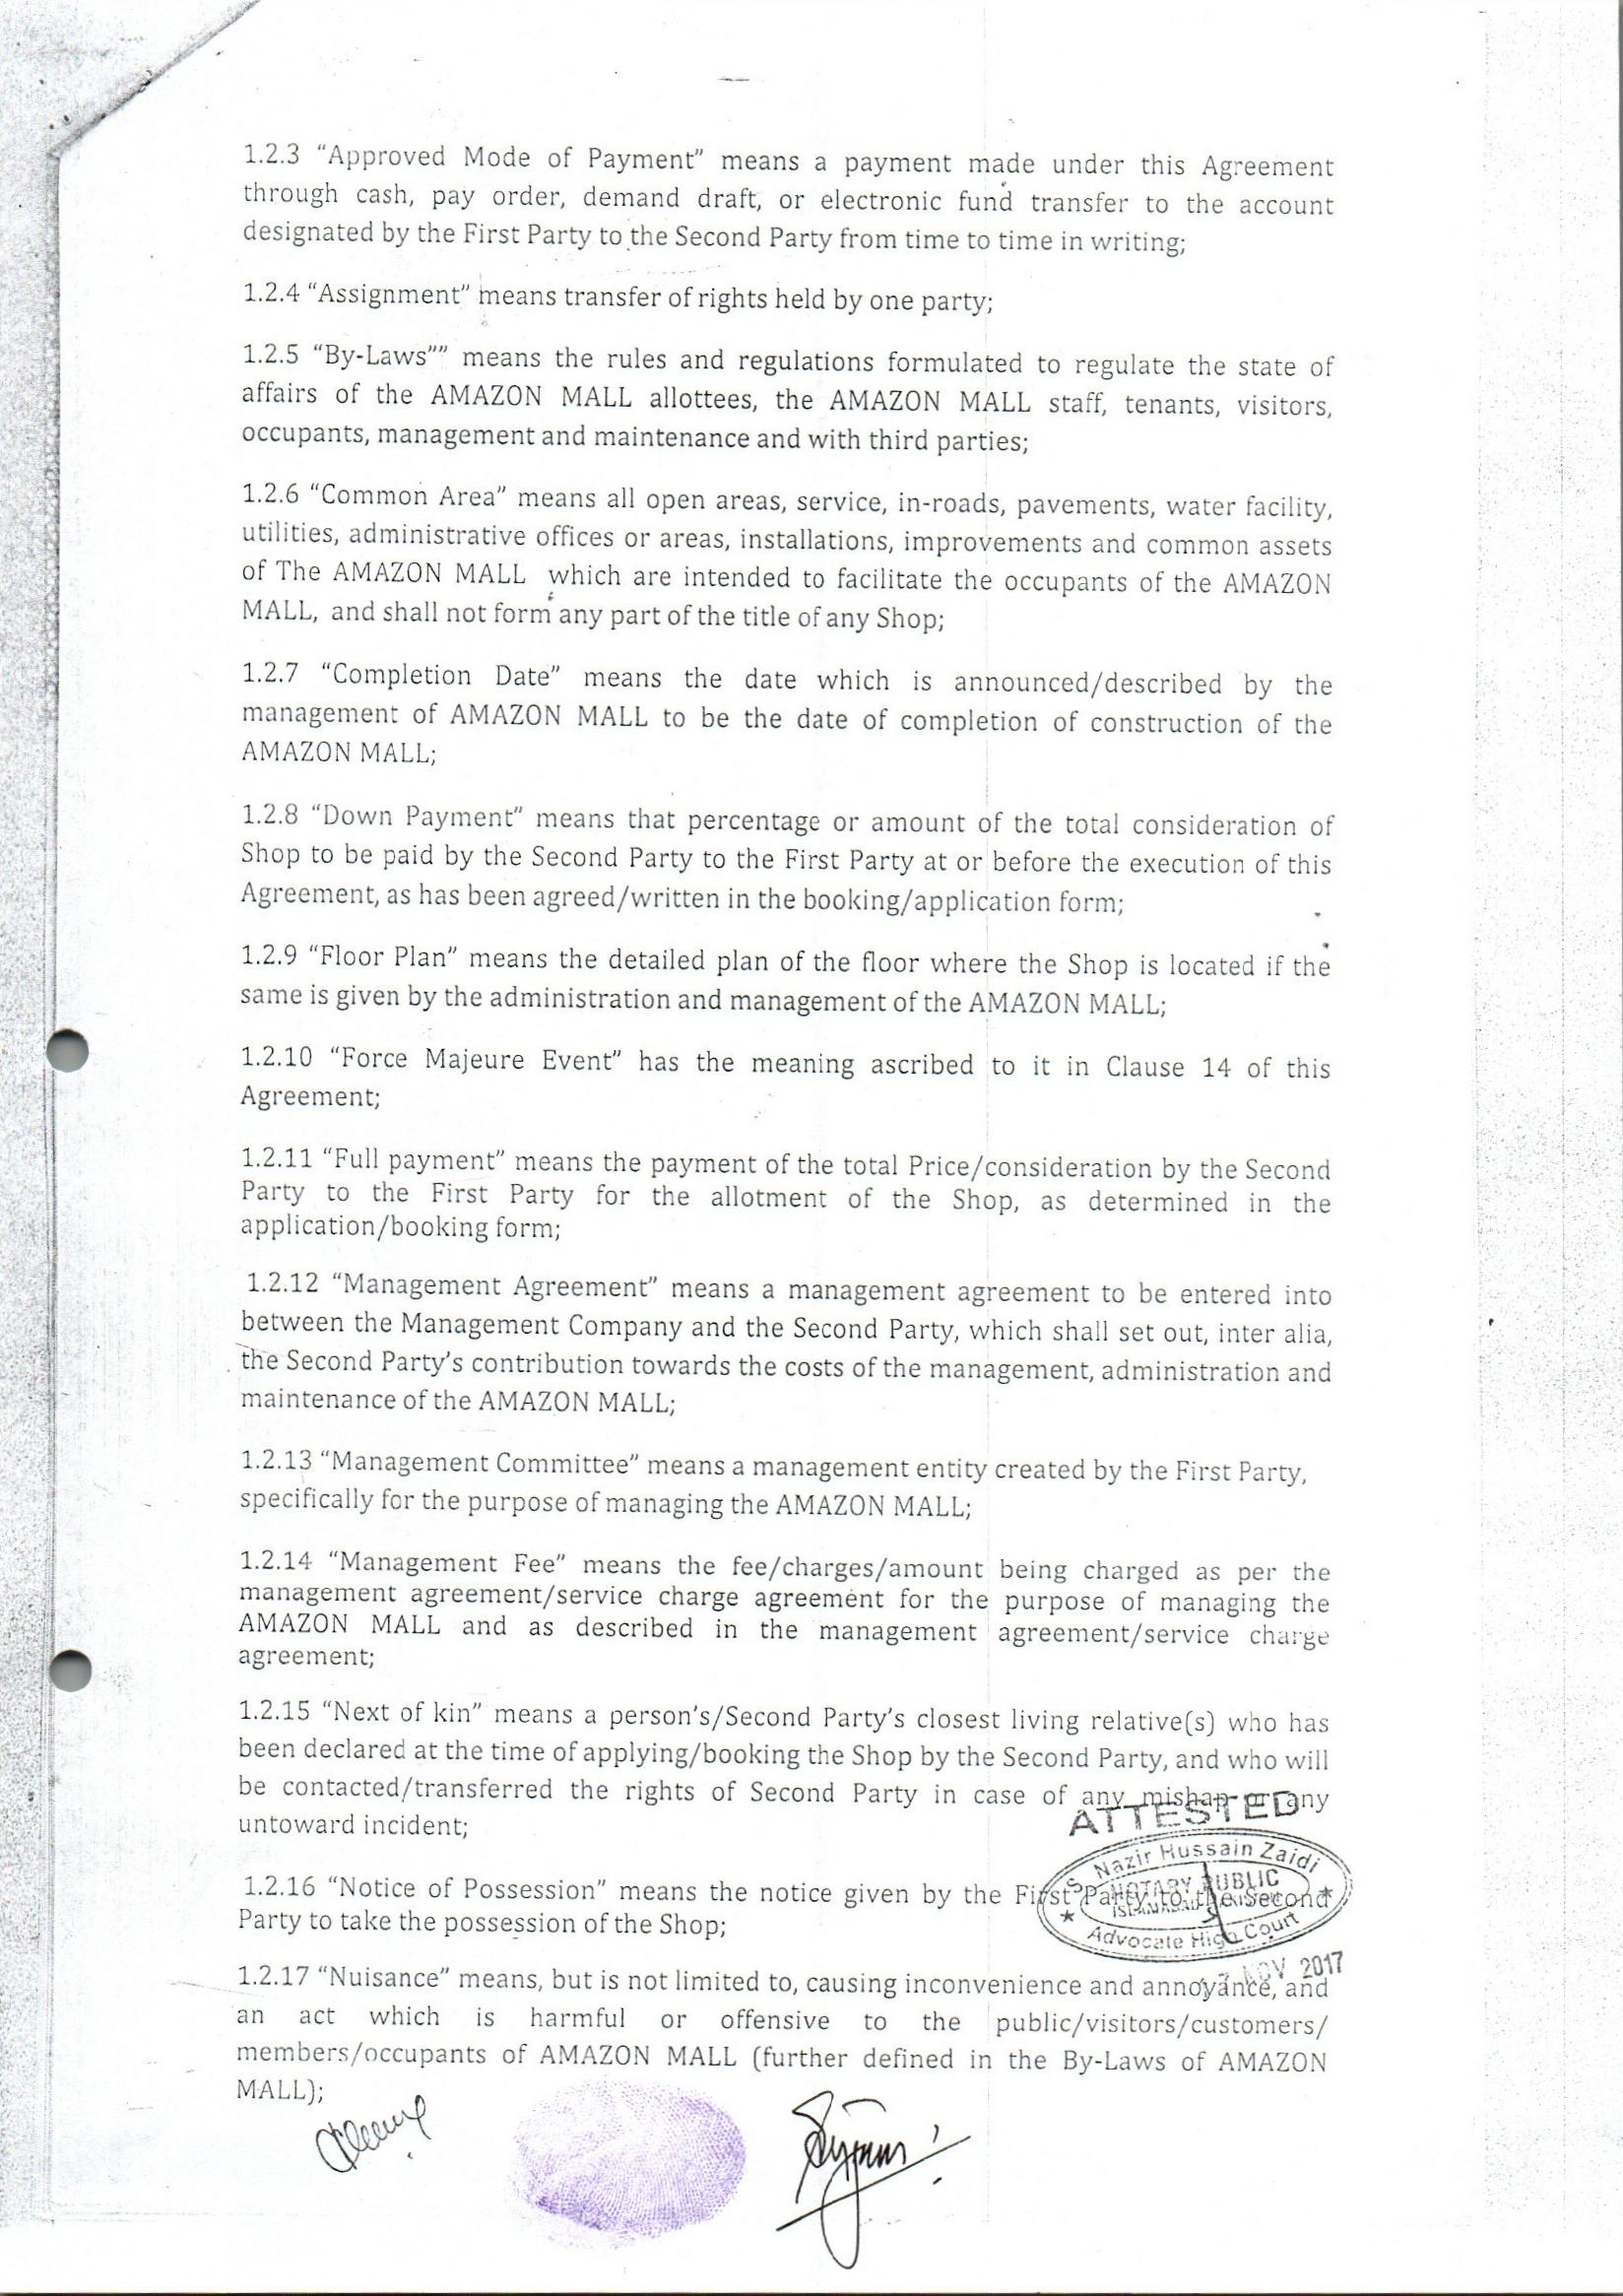 1.2.3 “Approved Mode of Payment” means a payment made under this Agreement
through cash, pay order, demand draft, or electronic fund transfer to the account
designated by the First Party to the Second Party from time to time in writing;
1.2.4 “Assignment” means transfer of rights held by one party;
1.2.5 “By-Laws”” means the rules and regulations formulated to regulate the state of
affairs of the AMAZON MALL allottees, the AMAZON MALL staff, tenants, visitors,
occupants, management and maintenance and with third parties;
1.2.6 “Common Area” means all open areas, service, in-roads, pavements, water facility,
utilities, administrative offices or areas, installations, improvements and common assets
of The AMAZON MALL which are intended to facilitate the occupants of the AMAZON
MALL, and shall not form any part of the title of any Shop;
1.2.7 “Completion Date” means the date which is announced/described by the
management of AMAZON MALL to be the date of completion of construction of the
AMAZON MALL;
1.2.8 “Down Payment” means that percentage or amount of the total consideration of
Shop to be paid by the Second Party to the First Party at or before the execution of this
Agreement, as has been agreed/written in the booking/application form;
1.2.9 “Floor Plan” means the detailed plan of the floor where the Shop is located if the
same is given by the administration and management of the AMAZON MALL;
1.2.10 “Force Majeure Event” has the meaning ascribed to it in Clause 14 of this
Agreement;
1.2.11 “Full payment” means the payment of the total Price/consideration by the Second
Party to the First Party for the allotment of the Shop, as determined in the
application/booking form;
1.2.12 “Management Agreement” means a management agreement to be entered into
between the Management Company and the Second Party, which shall set out, inter alia,
the Second Party’s contribution towards the costs of the management, administration and
maintenance of the AMAZON MALL;
1.2.13 “Management Committee” means a management entity created by the First Party,
specifically for the purpose of managing the AMAZON MALL;
1.2.14 “Management Fee” means the fee/charges/amount being charged as per the
management agreement/service charge agreement for the purpose of managing the
AMAZON MALL and as described in the management agreement/service charge
agreement;
1.2.15 “Next of kin” means a person’s/Second Party’s closest living relative(s) who has
been declared at the time of applying/booking the Shop by the Second Party, and who will
be contacted/transferred the rights of Second Party in case of any mishap or any
untoward incident;
ATTESTED
S. Nazir Hussain Zaidi
NOTARY PUBLIC
Advocate High Court
1.2.16 “Notice of Possession” means the notice given by the First Party to the Second
Party to take the possession of the Shop;
NOV 2017
1.2.17 “Nuisance” means, but is not limited to, causing inconvenience and annoyance, and
an act which is harmful or offensive to the public/visitors/customers/
members/occupants of AMAZON MALL (further defined in the By-Laws of AMAZON
MALL);